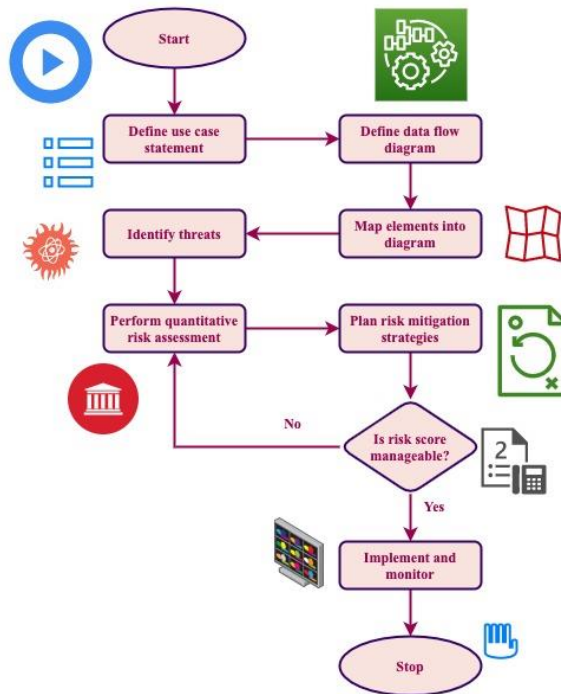 Start
Define use case
statement
Define data flow
diagram
Identify threats
Map elements into
diagram
Perform quantitative
risk assessment
Plan risk mitigation
strategies
No
Is risk score
manageable?
2
Yes
Implement and
monitor
Stop